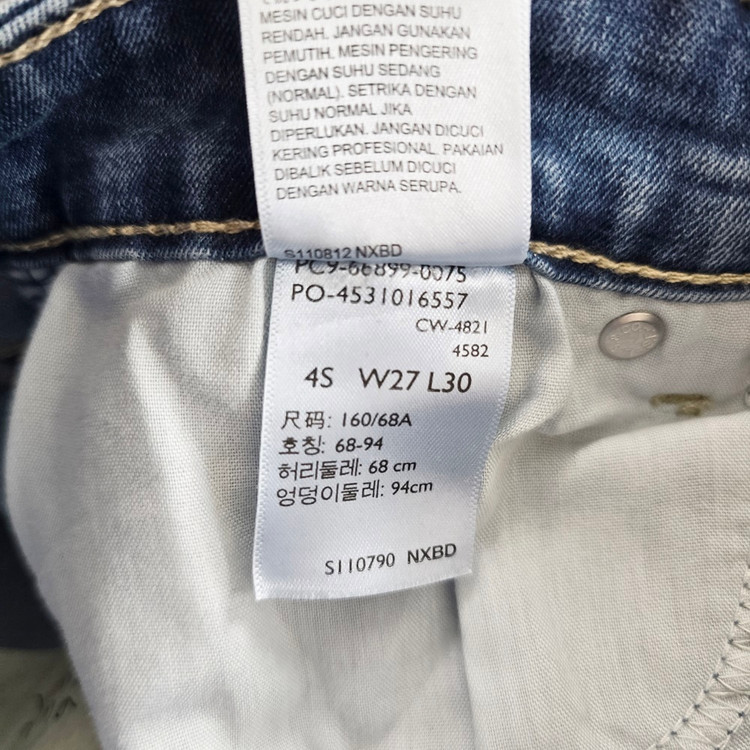 MESIN CUCI DENGAN SUHU
RENDAH. JANGAN GUNAKAN
PEMUTIH. MESIN PENGERING
DENGAN SUHU SEDANG
(NORMAL). SETRIKA DENGAN
SUHU NORMAL JIKA
DIPERLUKAN. JANGAN DICUCI
KERING PROFESIONAL. PAKAIAN
DIBALIK SEBELUM DICUCI
DENGAN WARNA SERUPA.
S110812 NXBD
PC9-66899-0075
PO-4531016557
CW-4821
4582
4S W27 L30
尺码: 160/68A
호칭: 68-94
허리둘레: 68 cm
엉덩이둘레: 94cm
S110790 NXBD